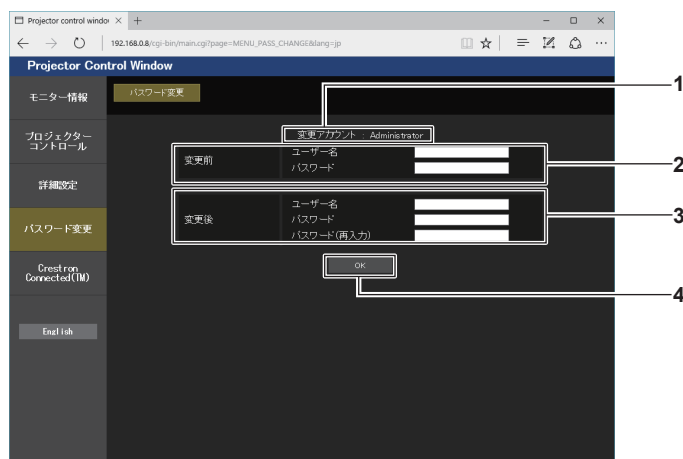 Projector control windov
192.168.0.8/cgi-bin/main.cgi?page=MENU_PASS_CHANGE&lang=jp
Projector Control Window
モニター情報
プロジェクター
コントロール
詳細設定
パスワード変更
Crestron
Connected(TM)
English
パスワード変更
変更アカウント : Administrator
変更前
ユーザー名
パスワード
変更後
ユーザー名
パスワード
パスワード(再入力)
OK
1
2
3
4